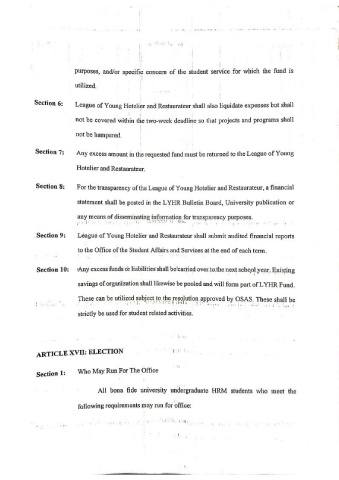 purposes, and/or specific concern of the student service for which the fund is
utilized.
Section 6: League of Young Hotelier and Restaurateur shall also liquidate expenses but shall
not be covered within the two-week deadline so that projects and programs shall
not be hampered.
Section 7: Any excess amount in the requested fund must be returned to the League of Young
Hotelier and Restaurateur.
Section 8: For the transparency of the League of Young Hotelier and Restaurateur, a financial
statement shall be posted in the LYHR Bulletin Board, University publication or
any means of disseminating information for transparency purposes.
Section 9: League of Young Hotelier and Restaurateur shall submit audited financial reports
to the Office of the Student Affairs and Services at the end of each term.
Section 10: Any excess funds or liabilities shall be carried over to the next school year. Existing
savings of organization shall likewise be pooled and will form part of LYHR Fund.
These can be utilized subject to the resolution approved by OSAS. These shall be
strictly be used for student related activities.
ARTICLE XVII: ELECTION
Section 1: Who May Run For The Office
All bona fide university undergraduate HRM students who meet the
following requirements may run for office: